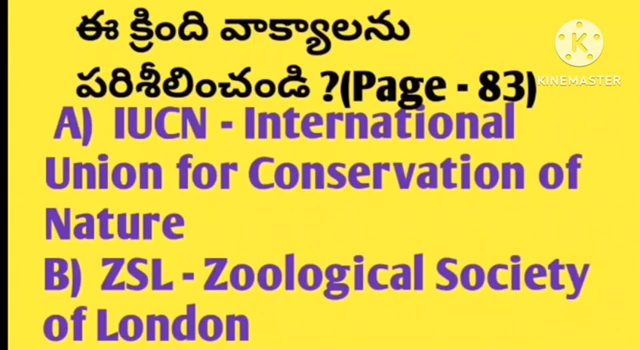 ఈ క్రింది వాక్యాలను
పరిశీలించండి ?(Page - 83)
A) IUCN - International
Union for Conservation of
Nature
B) ZSL - Zoological Society
of London
K
KINEMASTER